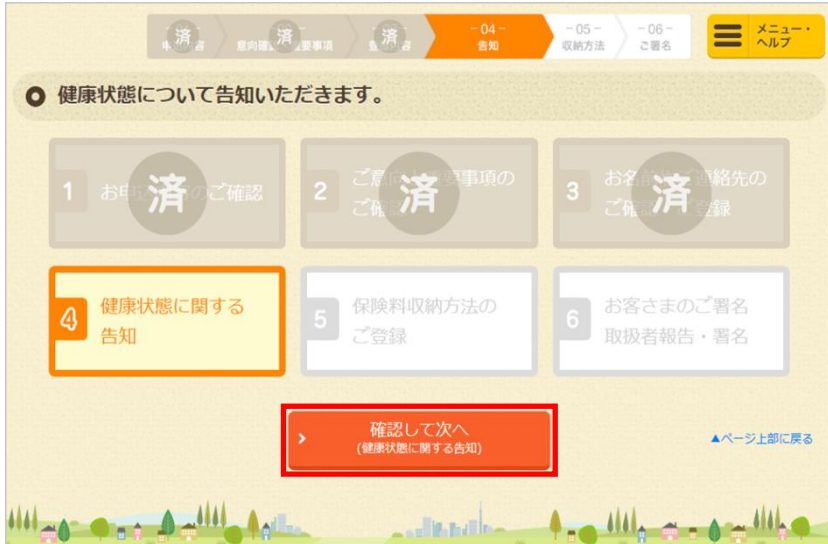 済
済
済
- 04 -
告知
- 05 -
収納方法
- 06 -
ご署名
メニュー・
ヘルプ
健康状態について告知いただきます。
1
済
ご確認
2
済
事項の
3
済
絡先の
登録
4
健康状態に関する
告知
5
保険料収納方法の
ご登録
6
お客さまのご署名
取扱者報告・署名
確認して次へ
(健康状態に関する告知)
▲ページ上部に戻る